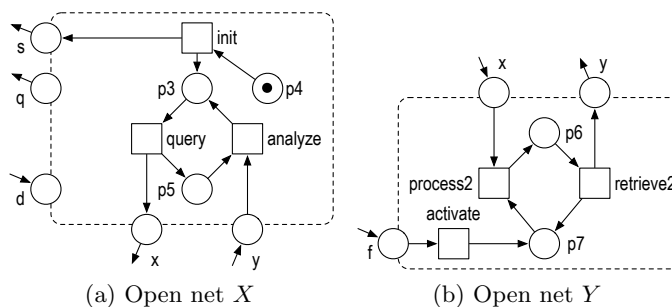 s
init
q
p3
p4
query
analyze
p5
d
x
y
(a) Open net X
x
y
p6
process2
retrieve2
activate
f
p7
(b) Open net Y